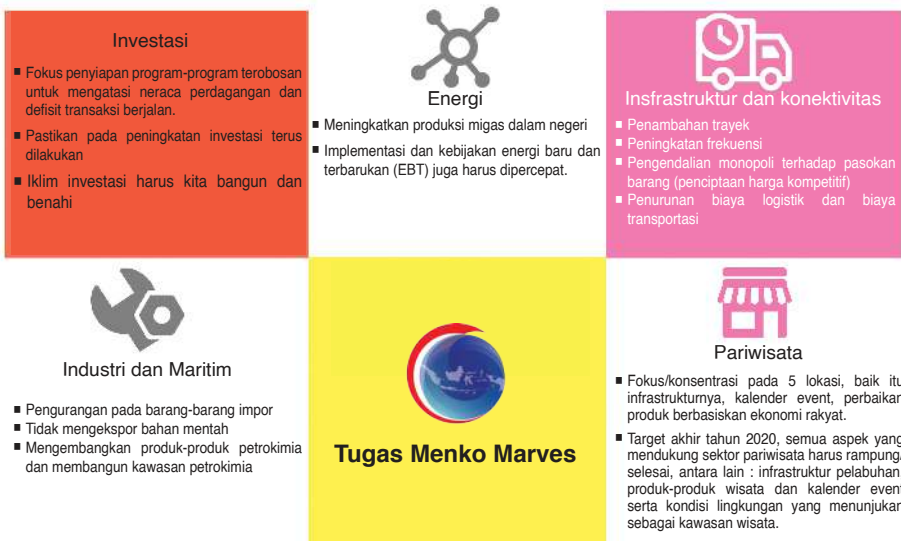 Investasi
Fokus penyiapan program-program terobosan
untuk mengatasi neraca perdagangan dan
defisit transaksi berjalan.
Pastikan pada peningkatan investasi terus
dilakukan
Iklim investasi harus kita bangun dan
benahi
Energi
Meningkatkan produksi migas dalam negeri
Implementasi dan kebijakan energi baru dan
terbarukan (EBT) juga harus dipercepat.
Insfrastruktur dan konektivitas
Penambahan trayek
Peningkatan frekuensi
Pengendalian monopoli terhadap pasokan
barang (penciptaan harga kompetitif)
Penurunan biaya logistik dan biaya
transportasi
Industri dan Maritim
Pengurangan pada barang-barang impor
Tidak mengekspor bahan mentah
Mengembangkan produk-produk petrokimia
dan membangun kawasan petrokimia
Tugas Menko Marves
Pariwisata
Fokus/konsentrasi pada 5 lokasi, baik itu
infrastrukturnya, kalender event, perbaikan
produk berbasiskan ekonomi rakyat.
Target akhir tahun 2020, semua aspek yang
mendukung sektor pariwisata harus rampung/
selesai, antara lain : infrastruktur pelabuhan,
produk-produk wisata dan kalender event
serta kondisi lingkungan yang menunjukan
sebagai kawasan wisata.